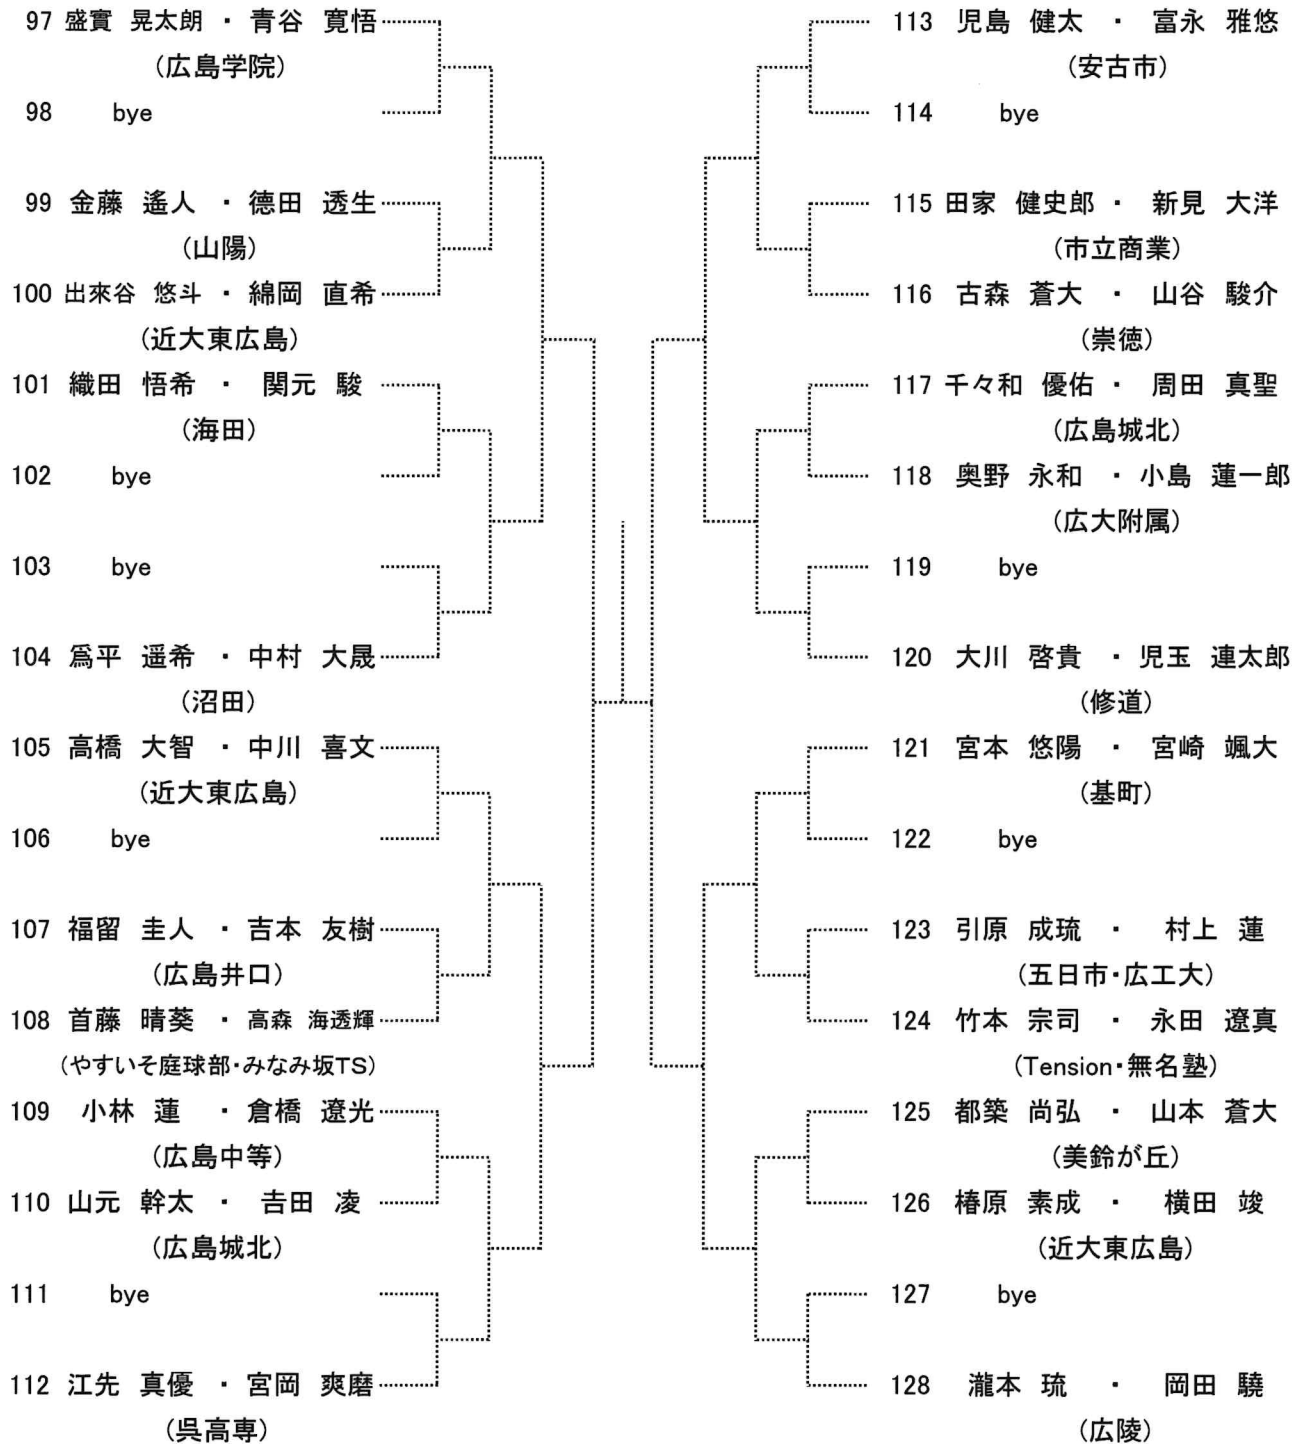 97 盛實 晃太朗 ・ 青谷 寛悟
(広島学院)
98 bye
99 金藤 遙人 ・ 德田 透生
(山陽)
100 出來谷 悠斗 ・ 綿岡 直希
(近大東広島)
101 織田 悟希 ・ 関元 駿
(海田)
102 bye
103 bye
104 爲平 遥希 ・ 中村 大晟
(沼田)
105 高橋 大智 ・ 中川 喜文
(近大東広島)
106 bye
107 福留 圭人 ・ 吉本 友樹
(広島井口)
108 首藤 晴葵 ・ 高森 海透輝
(やすいそ庭球部・みなみ坂TS)
109 小林 蓮 ・ 倉橋 遼光
(広島中等)
110 山元 幹太 ・ 𠮷田 凌
(広島城北)
111 bye
112 江先 真優 ・ 宮岡 爽磨
(呉高専)
113 児島 健太 ・ 富永 雅悠
(安古市)
114 bye
115 田家 健史郎 ・ 新見 大洋
(市立商業)
116 古森 蒼大 ・ 山谷 駿介
(崇徳)
117 千々和 優佑 ・ 周田 真聖
(広島城北)
118 奥野 永和 ・ 小島 蓮一郎
(広大附属)
119 bye
120 大川 啓貴 ・ 児玉 連太郎
(修道)
121 宮本 悠陽 ・ 宮崎 颯大
(基町)
122 bye
123 引原 成琉 ・ 村上 蓮
(五日市・広工大)
124 竹本 宗司 ・ 永田 遼真
(Tension・無名塾)
125 都築 尚弘 ・ 山本 蒼大
(美鈴が丘)
126 椿原 素成 ・ 横田 竣
(近大東広島)
127 bye
128 瀧本 琉 ・ 岡田 驍
(広陵)